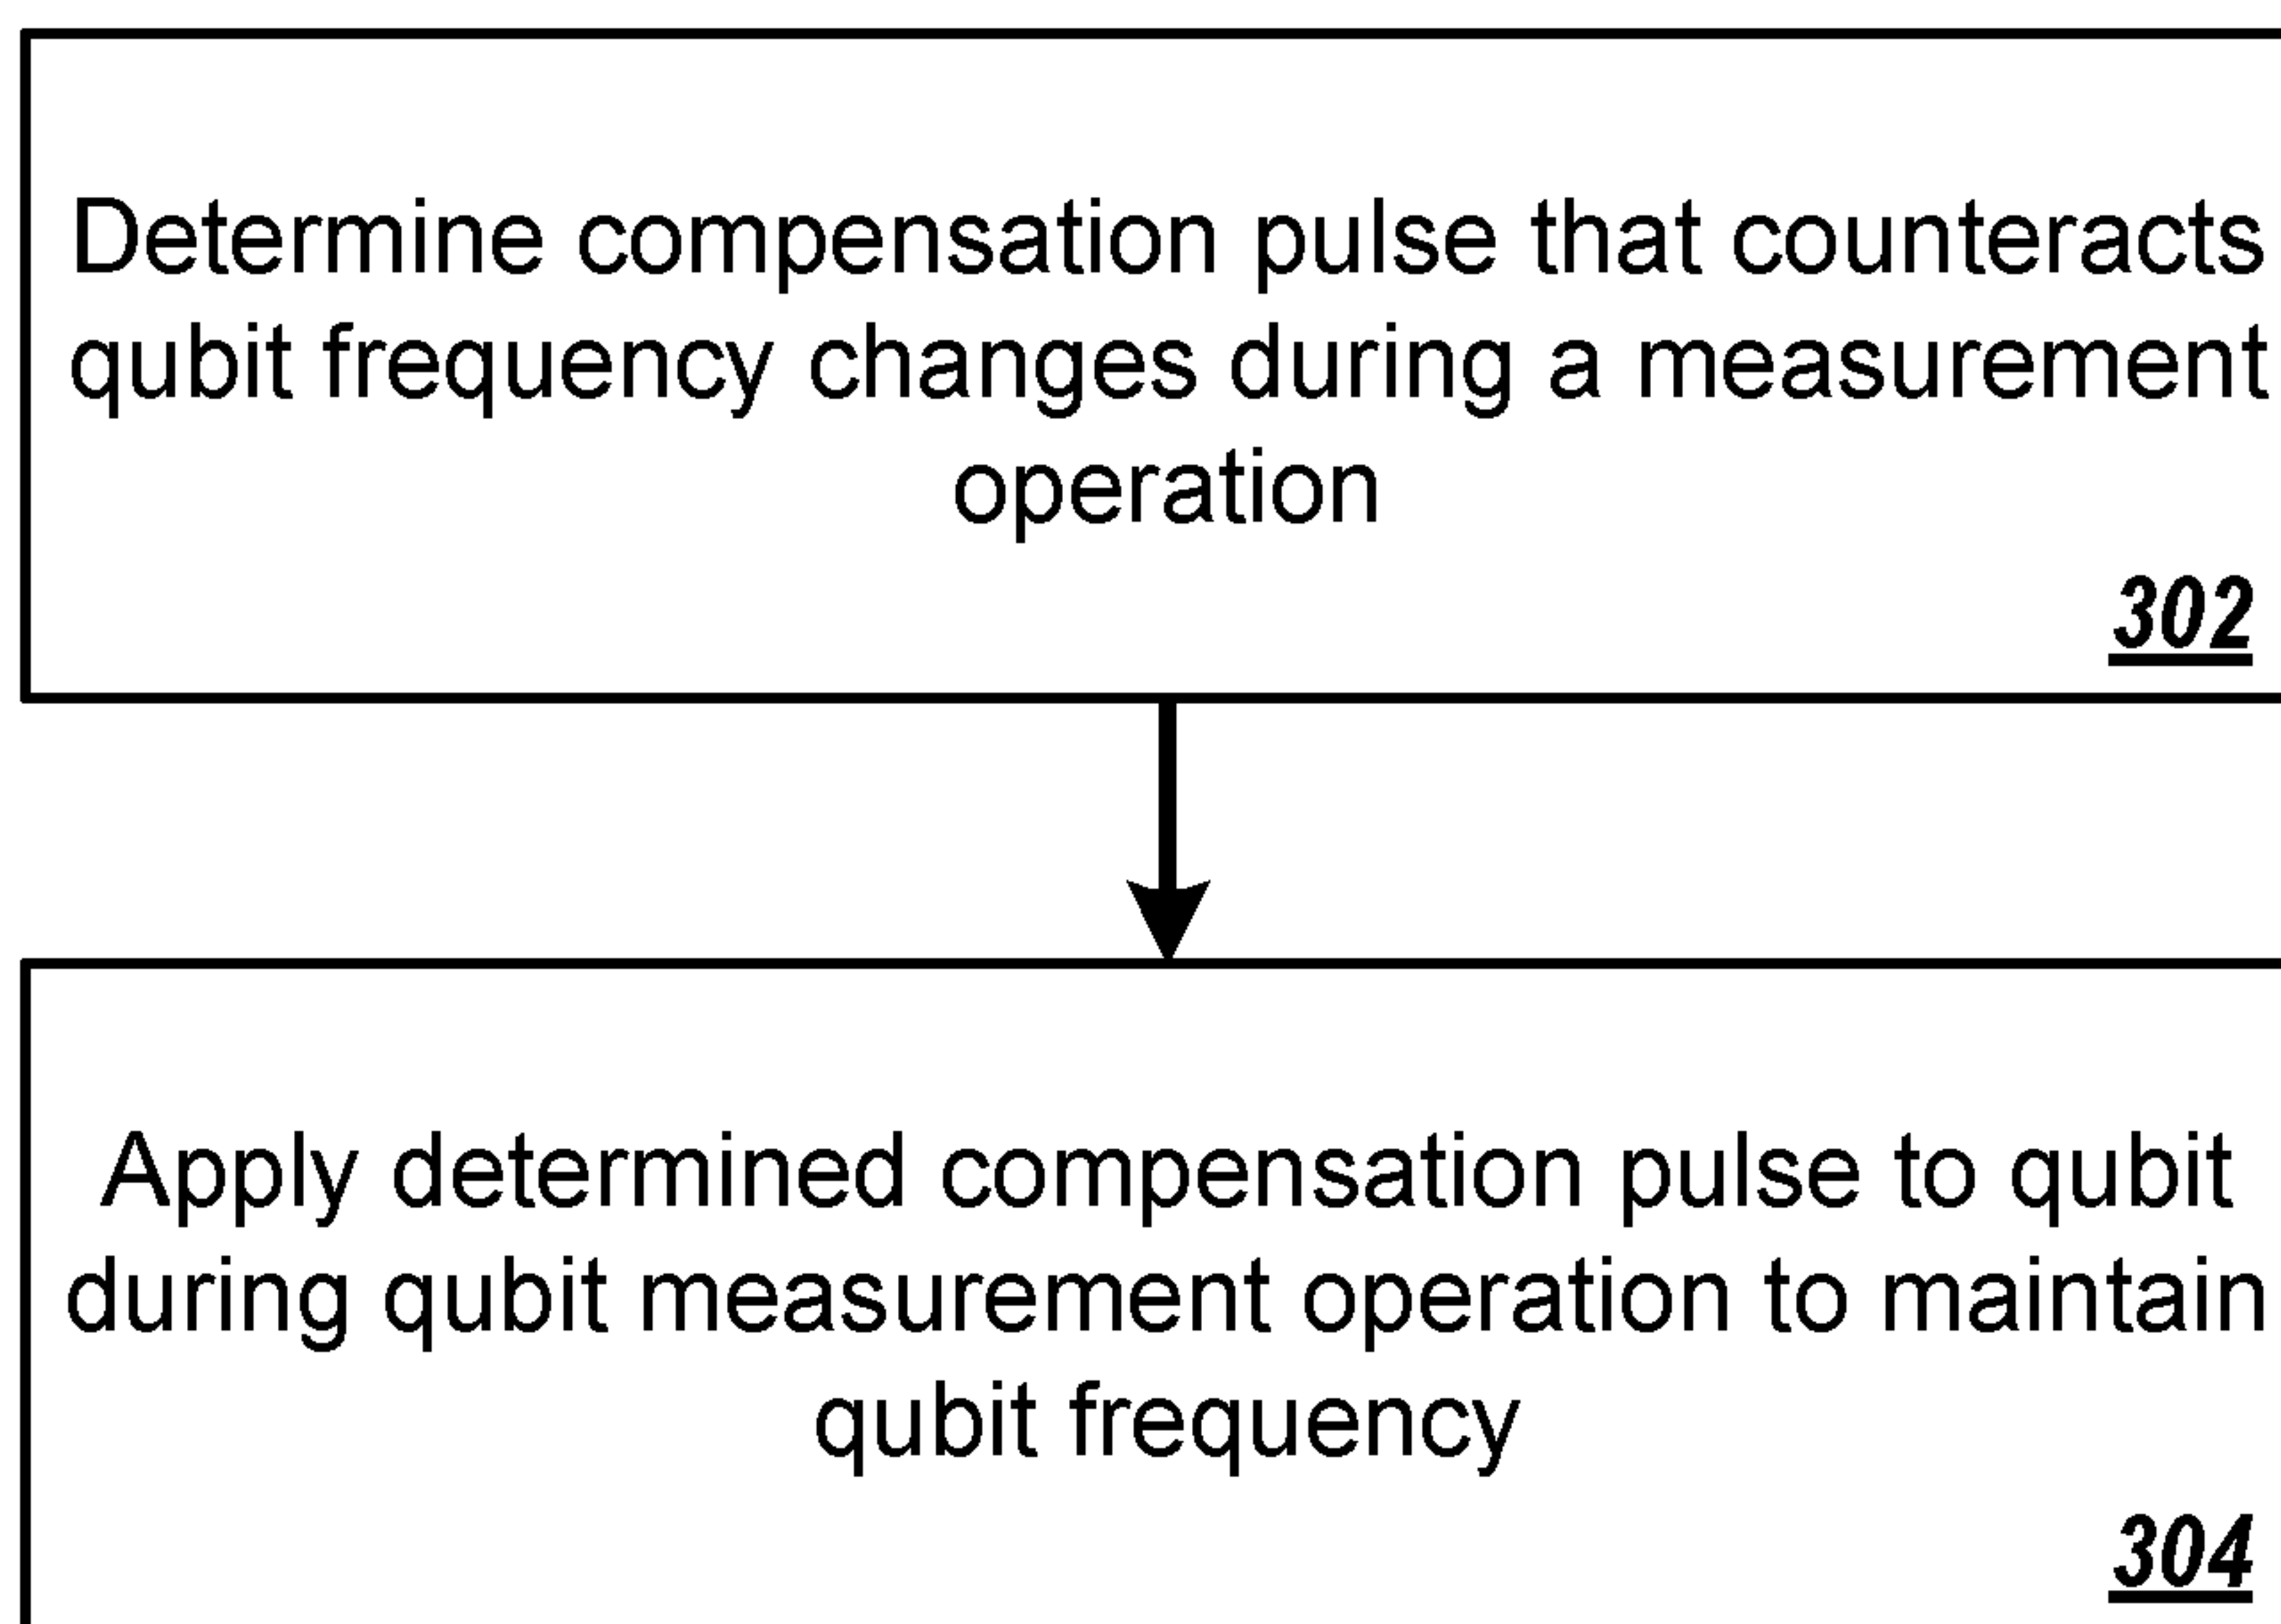 Determine compensation pulse that counteracts
qubit frequency changes during a measurement
operation
302
Apply determined compensation pulse to qubit
during qubit measurement operation to maintain
qubit frequency
304